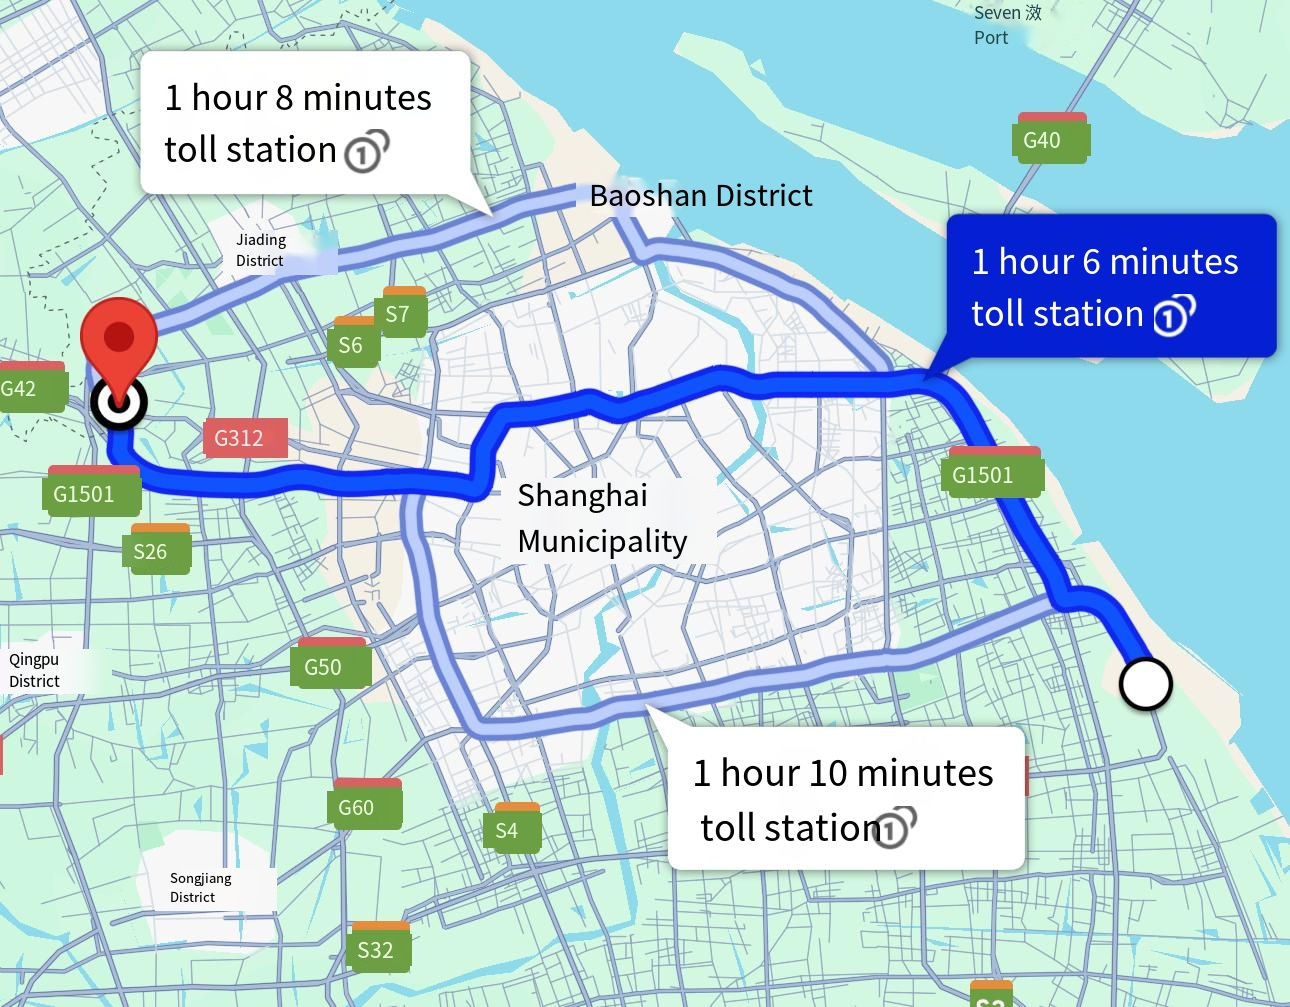 Seven 滧
Port
G40
1 hour 8 minutes
toll station 1
Baoshan District
Jiading
District
1 hour 6 minutes
toll station 1
S7
S6
G42
G312
G1501
G1501
Shanghai
Municipality
S26
Qingpu
District
G50
1 hour 10 minutes
toll station 1
G60
S4
Songjiang
District
S32